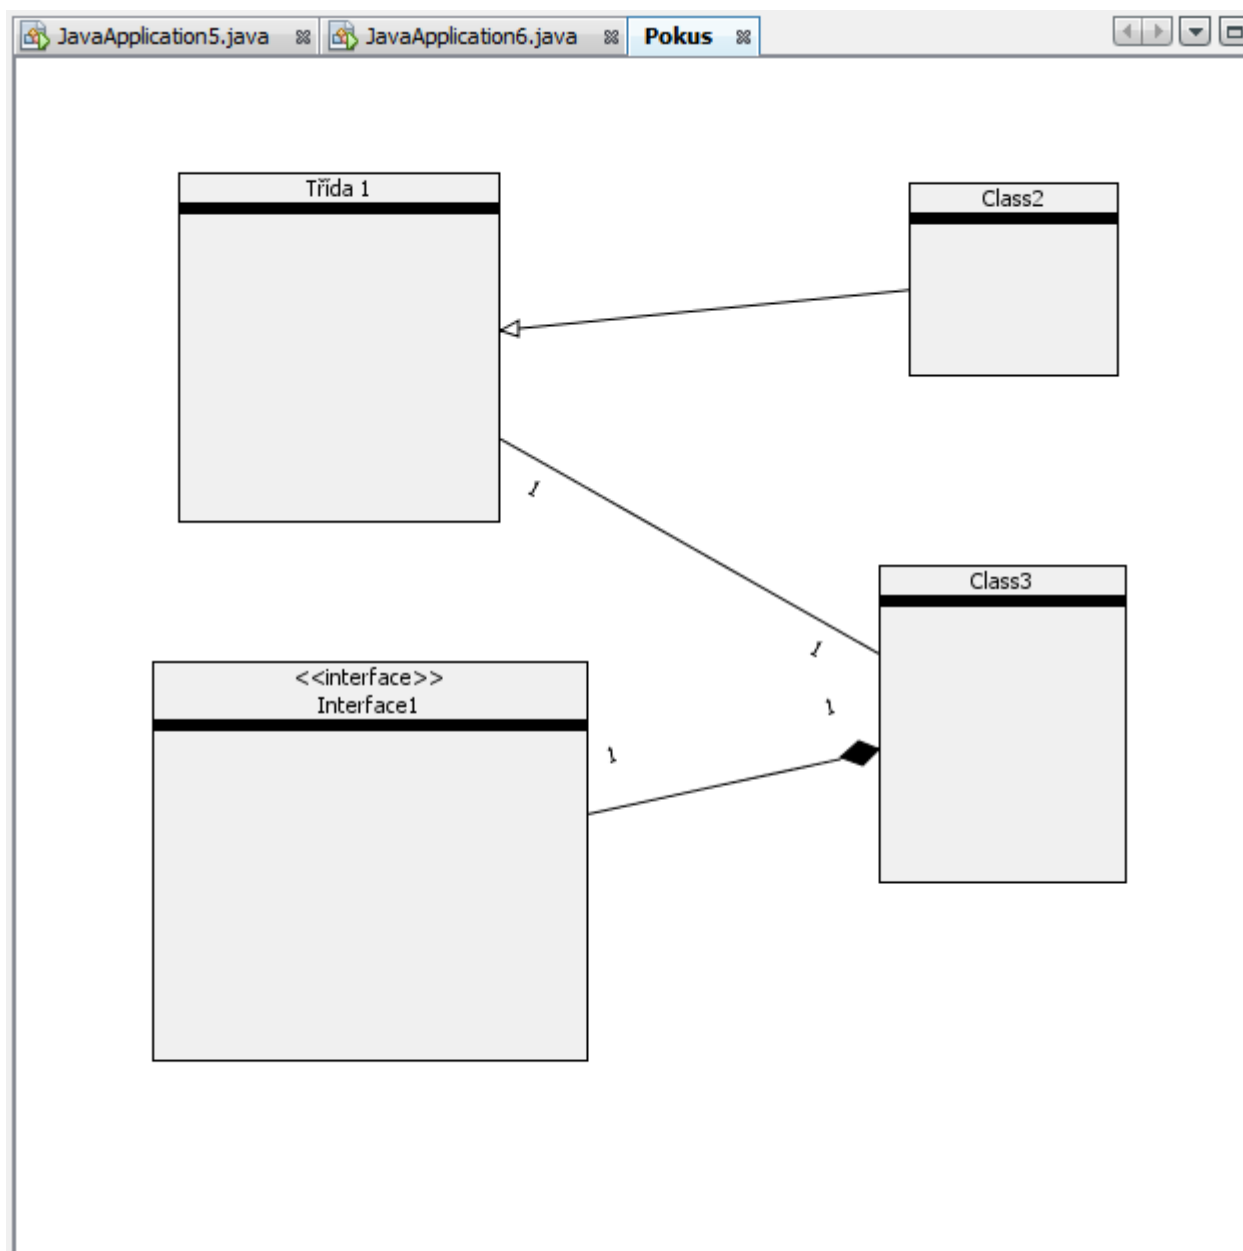 JavaApplication5.java JavaApplication6.java Pokus
Třída 1
Class2
1
Class3
1
<<interface>>
Interface1
1
1